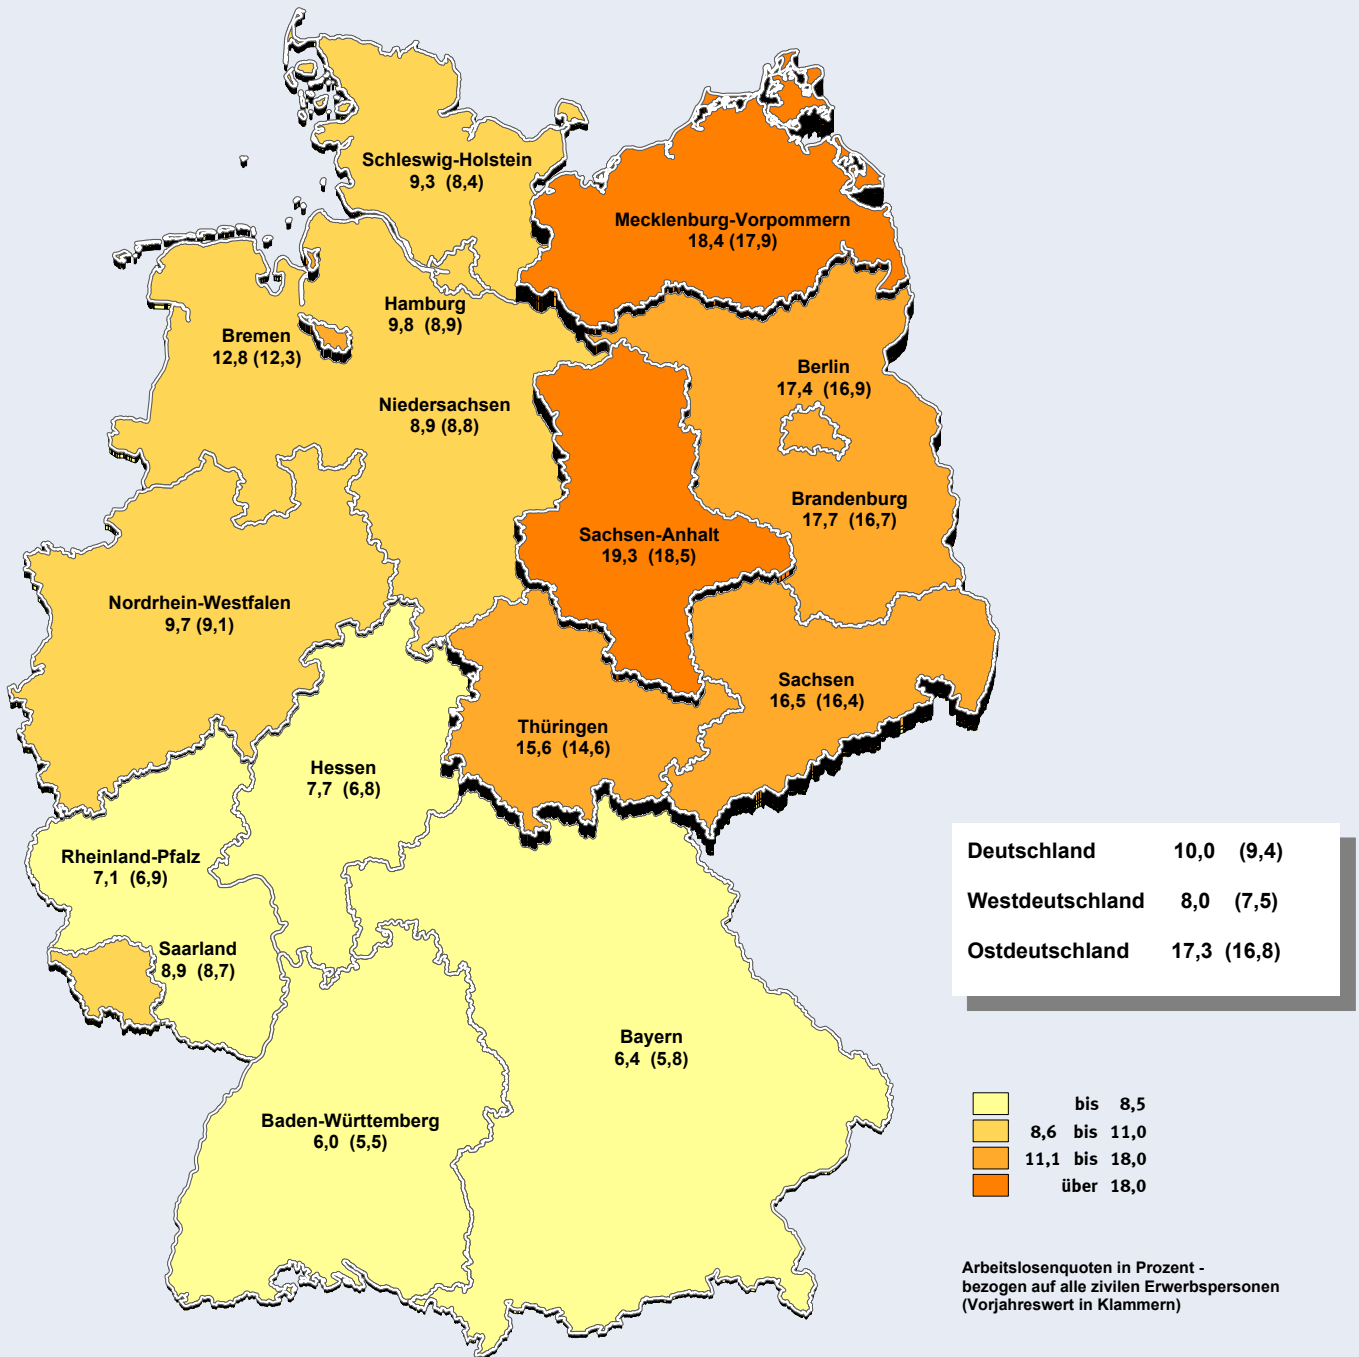 Schleswig-Holstein
9,3 (8,4)
Mecklenburg-Vorpommern
18,4 (17,9)
Hamburg
9,8 (8,9)
Bremen
12,8 (12,3)
Berlin
17,4 (16,9)
Niedersachsen
8,9 (8,8)
Brandenburg
17,7 (16,7)
Sachsen-Anhalt
19,3 (18,5)
Nordrhein-Westfalen
9,7 (9,1)
Sachsen
16,5 (16,4)
Thüringen
15,6 (14,6)
Hessen
7,7 (6,8)
Rheinland-Pfalz
7,1 (6,9)
Saarland
8,9 (8,7)
Bayern
6,4 (5,8)
Baden-Württemberg
6,0 (5,5)
Deutschland 10,0 (9,4)
Westdeutschland 8,0 (7,5)
Ostdeutschland 17,3 (16,8)
bis 8,5
8,6 bis 11,0
11,1 bis 18,0
über 18,0
Arbeitslosenquoten in Prozent -
bezogen auf alle zivilen Erwerbspersonen
(Vorjahreswert in Klammern)